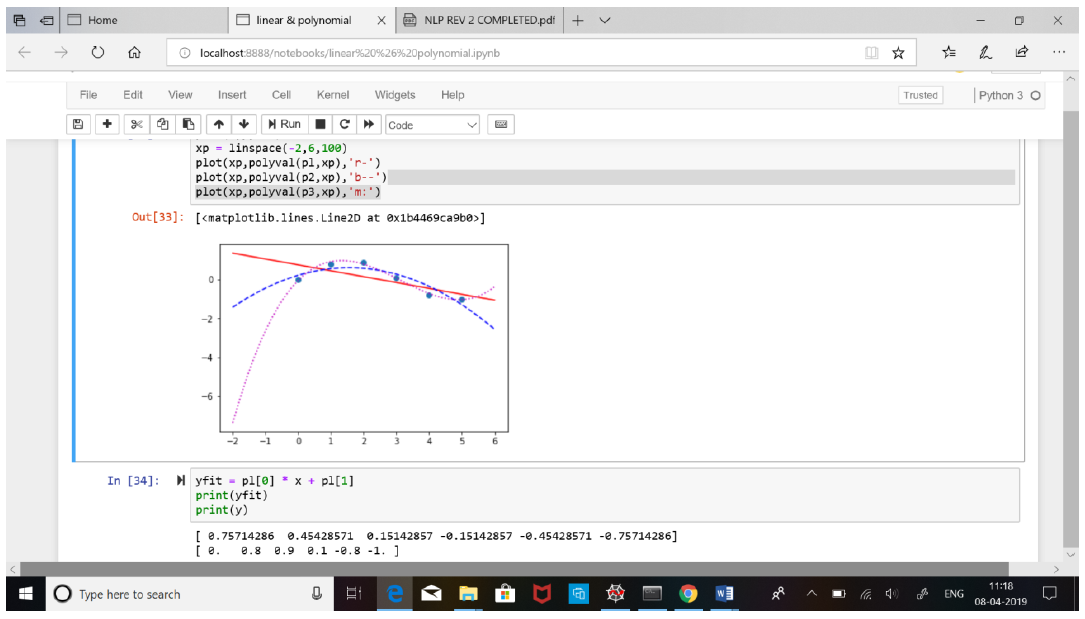 Home
linear & polynomial
NLP REV 2 COMPLETED.pdf
localhost:8888/notebooks/linear%20%26%20polynomial.ipynb
File Edit View Insert Cell Kernel Widgets Help
Trusted
Python 3
Run
Code
xp = linspace(-2,6,100)
plot(xp,polyval(p1,xp),'r-')
plot(xp,polyval(p2,xp),'b--')
plot(xp,polyval(p3,xp),'m:')
Out[33]: [<matplotlib.lines.Line2D at 0x1b4469ca9b0>]
0
-2
-4
-6
-2 -1 0 1 2 3 4 5 6
In [34]: yfit = p1[0] * x + p1[1]
print(yfit)
print(y)
[ 0.75714286 0.45428571 0.15142857 -0.15142857 -0.45428571 -0.75714286]
[ 0. 0.8 0.9 0.1 -0.8 -1. ]
Type here to search
ENG
11:18
08-04-2019